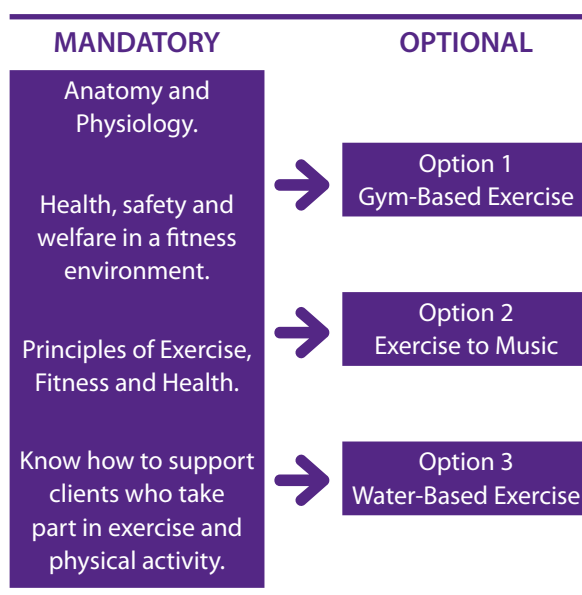 MANDATORY
Anatomy and
Physiology.
Health, safety and
welfare in a fitness
environment.
Principles of Exercise,
Fitness and Health.
Know how to support
clients who take
part in exercise and
physical activity.
OPTIONAL
Option 1
Gym-Based Exercise
Option 2
Exercise to Music
Option 3
Water-Based Exercise